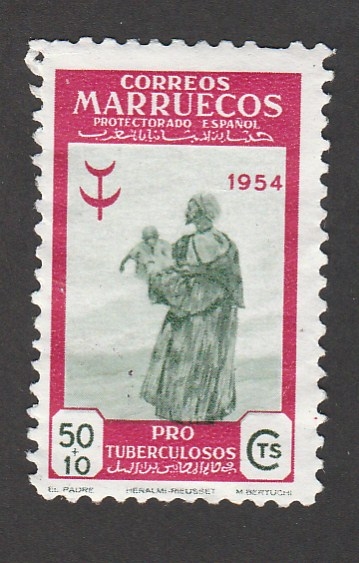 CORREOS
MARRUECOS
PROTECTORADO ESPAÑOL
1954
50
+
10
PRO
TUBERCULOSOS
CTS
EL PADRE HERALMI-RIEUSSET M·BERTUCHI